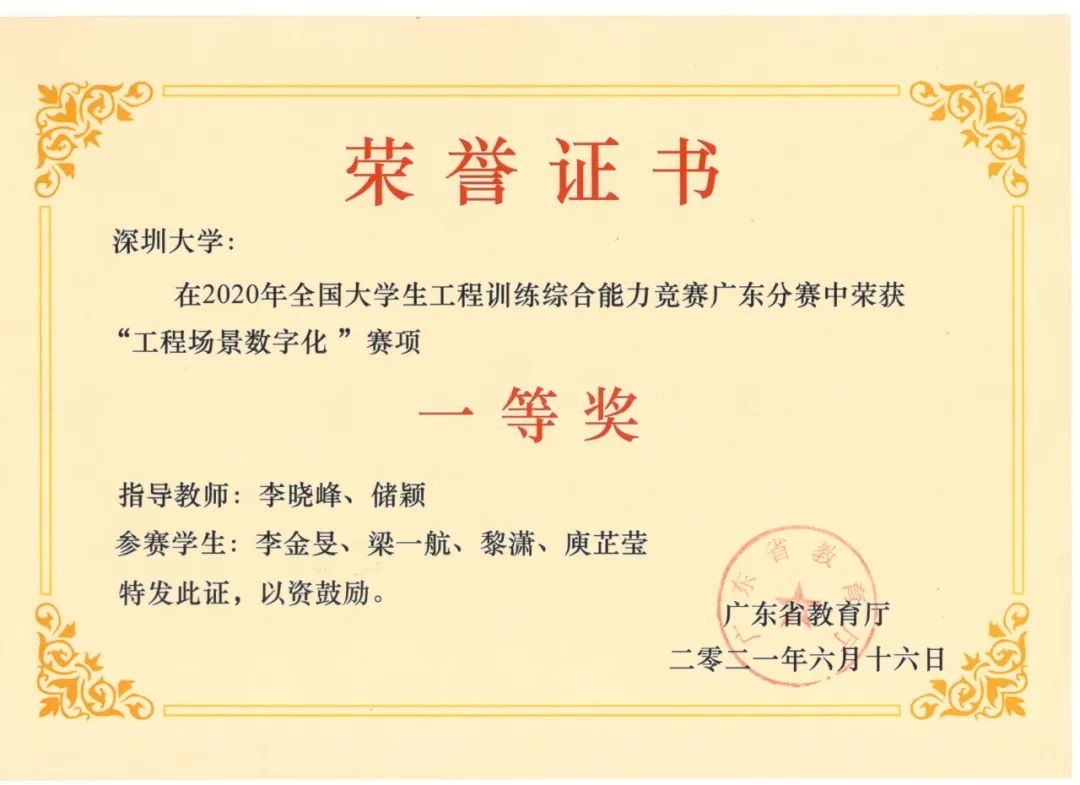 荣誉证书
深圳大学：
在2020年全国大学生工程训练综合能力竞赛广东分赛中荣获
“工程场景数字化 ”赛项
一等奖
指导教师：李晓峰、储颖
参赛学生：李金旻、梁一航、黎潇、庾芷莹
特发此证，以资鼓励。
广东省教育厅
广东省教育厅
二零二一年六月十六日